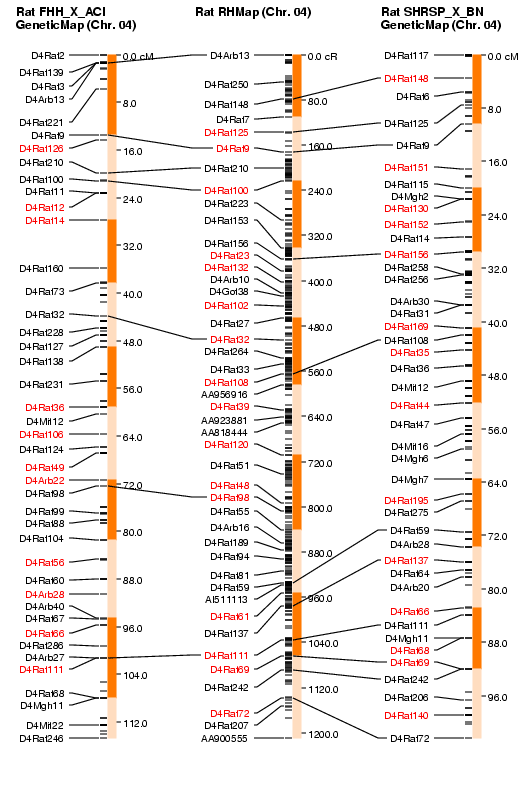 Rat FHH_X_ACI
GeneticMap (Chr. 04)
D4Rat2
D4Rat139
D4Rat3
D4Arb13
D4Rat221
D4Rat9
D4Rat126
D4Rat210
D4Rat100
D4Rat11
D4Rat12
D4Rat14
D4Rat160
D4Rat73
D4Rat32
D4Rat228
D4Rat127
D4Rat138
D4Rat231
D4Rat36
D4Mit12
D4Rat106
D4Rat124
D4Rat49
D4Arb22
D4Rat98
D4Rat99
D4Rat88
D4Rat104
D4Rat56
D4Rat60
D4Arb28
D4Arb40
D4Rat67
D4Rat66
D4Rat286
D4Arb27
D4Rat111
D4Rat68
D4Mgh11
D4Mit22
D4Rat246
0.0 cM
8.0
16.0
24.0
32.0
40.0
48.0
56.0
64.0
72.0
80.0
88.0
96.0
104.0
112.0
Rat RHMap (Chr. 04)
D4Arb13
D4Rat250
D4Rat148
D4Rat7
D4Rat125
D4Rat9
D4Rat210
D4Rat100
D4Rat223
D4Rat153
D4Rat156
D4Rat23
D4Rat132
D4Arb10
D4Got38
D4Rat102
D4Rat27
D4Rat32
D4Rat264
D4Rat33
D4Rat108
AA956916
D4Rat39
AA923881
AA818444
D4Rat120
D4Rat51
D4Rat48
D4Rat98
D4Rat55
D4Arb16
D4Rat189
D4Rat94
D4Rat81
D4Rat59
AI511113
D4Rat61
D4Rat137
D4Rat111
D4Rat69
D4Rat242
D4Rat72
D4Rat207
AA900555
0.0 cR
80.0
160.0
240.0
320.0
400.0
480.0
560.0
640.0
720.0
800.0
880.0
960.0
1040.0
1120.0
1200.0
Rat SHRSP_X_BN
GeneticMap (Chr. 04)
D4Rat117
D4Rat148
D4Rat6
D4Rat125
D4Rat9
D4Rat151
D4Rat115
D4Mgh2
D4Rat130
D4Rat152
D4Rat14
D4Rat156
D4Rat258
D4Rat256
D4Arb30
D4Rat31
D4Rat169
D4Rat108
D4Rat35
D4Rat36
D4Mit12
D4Rat44
D4Rat47
D4Mit16
D4Mgh6
D4Mgh7
D4Rat195
D4Rat275
D4Rat59
D4Arb28
D4Rat137
D4Rat64
D4Arb20
D4Rat66
D4Rat111
D4Mgh11
D4Rat68
D4Rat69
D4Rat242
D4Rat206
D4Rat140
D4Rat72
0.0 cM
8.0
16.0
24.0
32.0
40.0
48.0
56.0
64.0
72.0
80.0
88.0
96.0